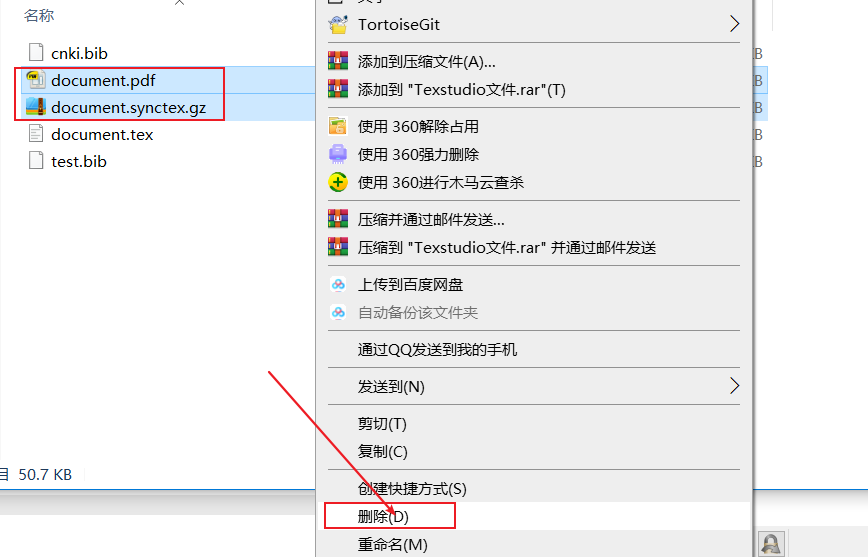 名称
cnki.bib
document.pdf
document.synctex.gz
document.tex
test.bib
50.7 KB
TortoiseGit
添加到压缩文件(A)...
添加到 "Texstudio文件.rar"(T)
使用 360解除占用
使用 360强力删除
使用 360进行木马云查杀
压缩并通过邮件发送...
压缩到 "Texstudio文件.rar" 并通过邮件发送
上传到百度网盘
自动备份该文件夹
通过QQ发送到我的手机
发送到(N)
剪切(T)
复制(C)
创建快捷方式(S)
删除(D)
重命名(M)